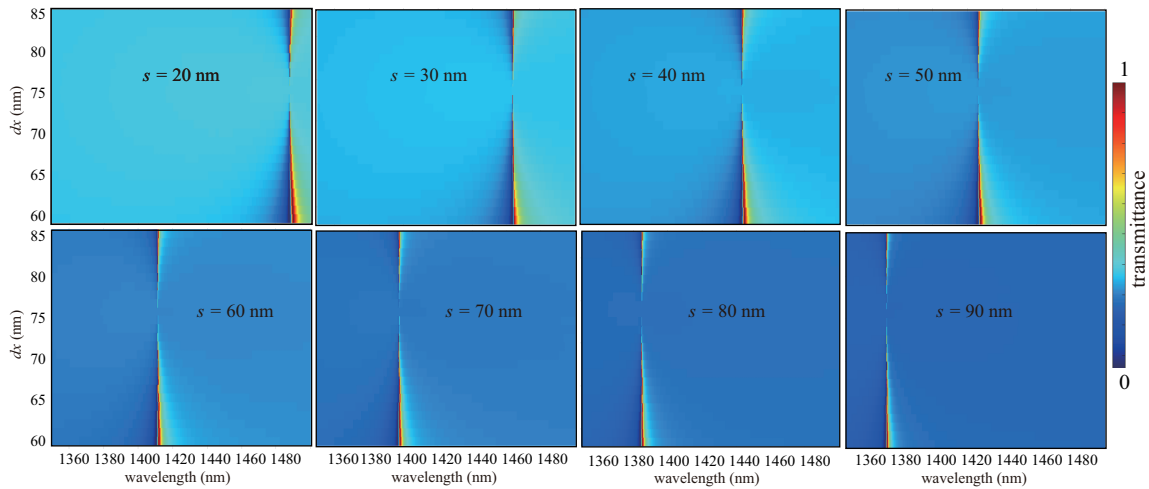 85
80
75
70
65
60
dx (nm)
s = 20 nm
s = 30 nm
s = 40 nm
s = 50 nm
1
0
transmittance
85
80
75
70
65
60
dx (nm)
s = 60 nm
s = 70 nm
s = 80 nm
s = 90 nm
1360 1380 1400 1420 1440 1460 1480
1360 1380 1400 1420 1440 1460 1480
1360 1380 1400 1420 1440 1460 1480
1360 1380 1400 1420 1440 1460 1480
wavelength (nm)
wavelength (nm)
wavelength (nm)
wavelength (nm)